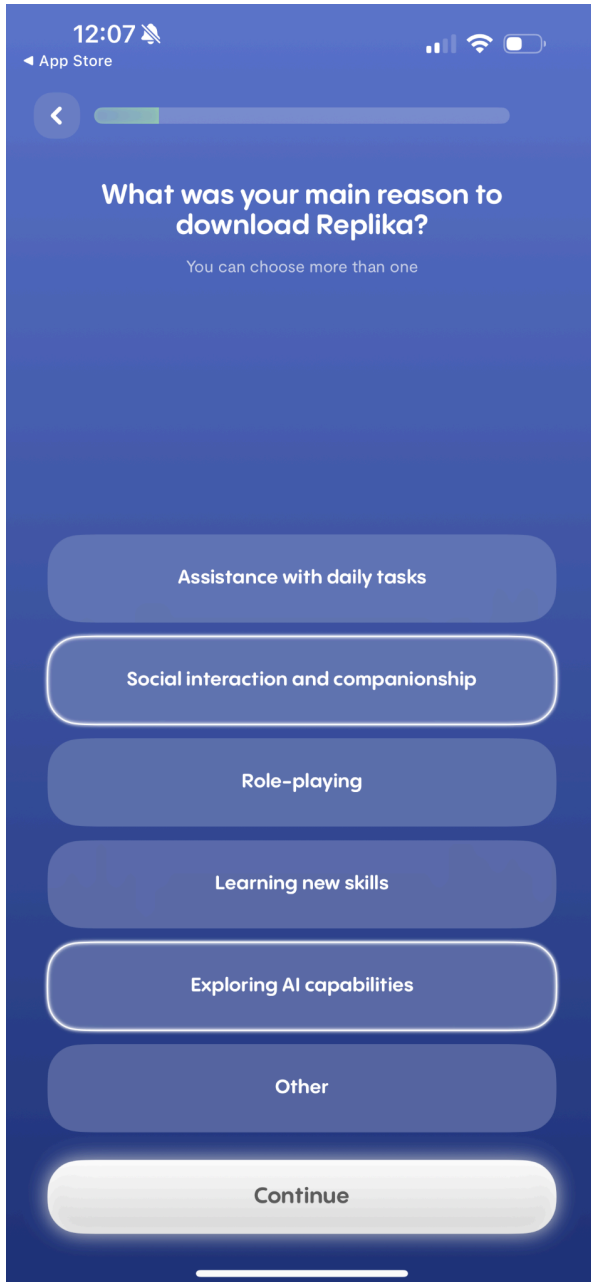 12:07
◀ App Store
What was your main reason to
download Replika?
You can choose more than one
Assistance with daily tasks
Social interaction and companionship
Role-playing
Learning new skills
Exploring AI capabilities
Other
Continue